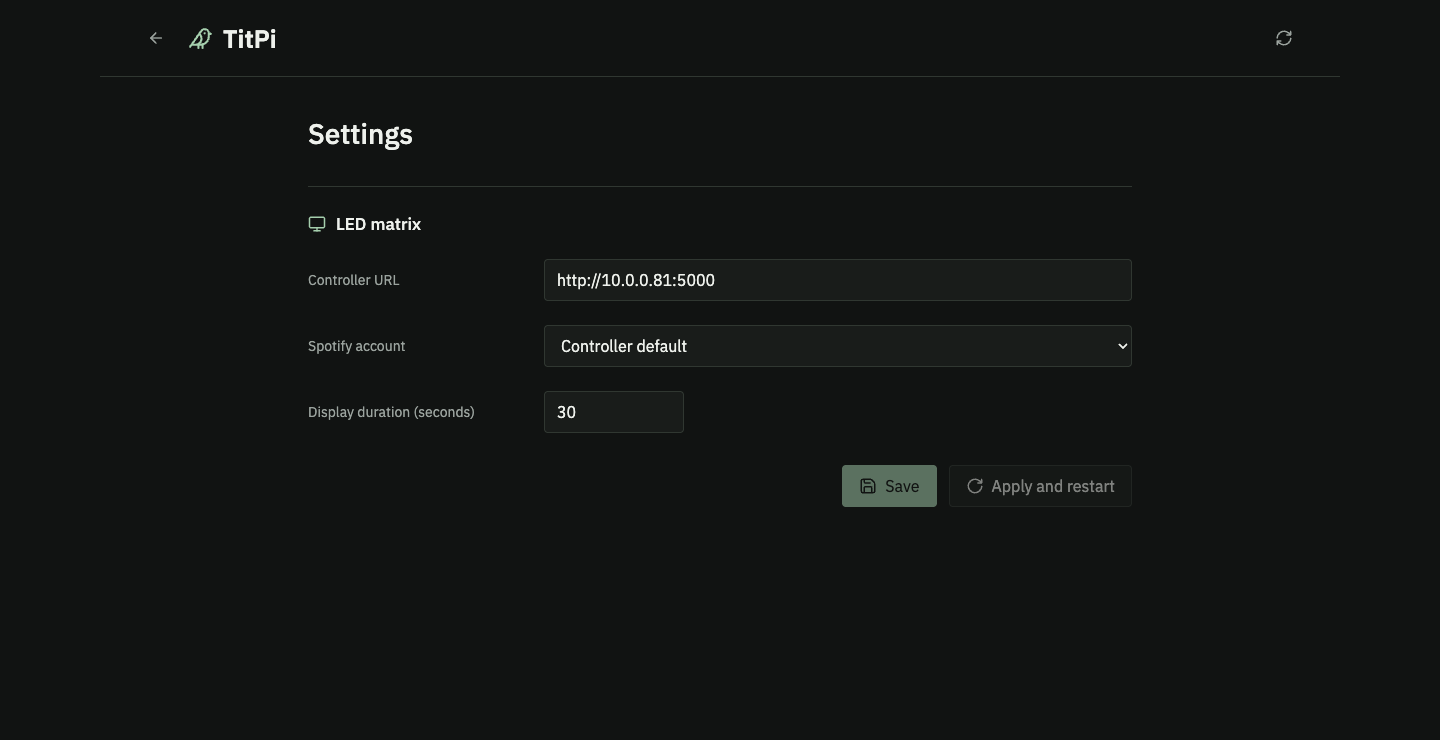 TitPi
Settings
LED matrix
Controller URL
http://10.0.0.81:5000
Spotify account
Controller default
Display duration (seconds)
30
Save
Apply and restart